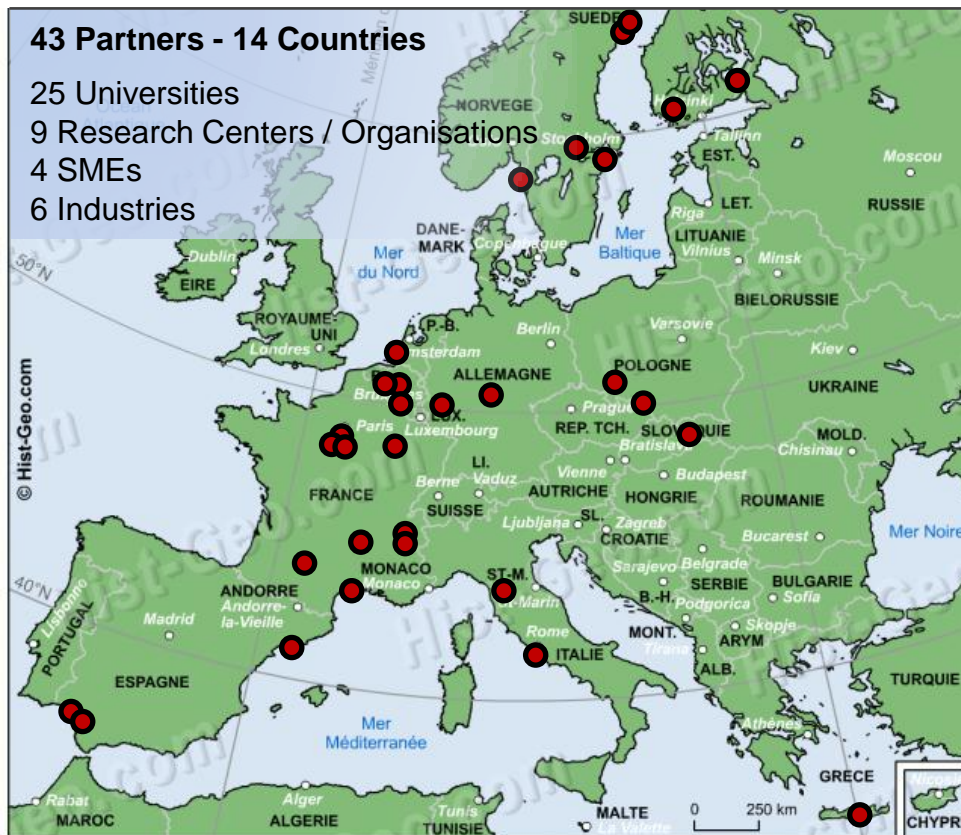 43 Partners - 14 Countries
25 Universities
9 Research Centers / Organisations
4 SMEs
6 Industries
SUEDE
NORVEGE
Helsinki
Stockholm
Tallinn
EST.
Moscou
RUSSIE
LET.
Riga
LITUANIE
Vilnius
Minsk
BIELORUSSIE
DANE-
MARK
Copenhague
Mer
Baltique
Mer
du Nord
50°N
Dublin
EIRE
ROYAUME-
UNI
Londres
P.-B.
Amsterdam
Berlin
Varsovie
POLOGNE
ALLEMAGNE
Kiev
UKRAINE
Bruxelles
LUX.
Luxembourg
Prague
REP. TCH.
SLOVAQUIE
Bratislava
MOLD.
Chisinau
Paris
FRANCE
LI.
Vaduz
Berne
SUISSE
Vienne
AUTRICHE
Budapest
HONGRIE
ROUMANIE
SL.
Ljubljana
Zagreb
CROATIE
Bucarest
Mer Noire
Belgrade
Sarajevo
SERBIE
BULGARIE
Sofia
B.-H.
Podgorica
MONT.
Skopje
ARYM
Tirana
ALB.
MONACO
Monaco
ST-M.
St-Marin
Rome
ITALIE
ANDORRE
Andorre-
la-Vieille
40°N
Lisbonne
PORTUGAL
Madrid
ESPAGNE
TURQUIE
Athènes
GRECE
Mer
Méditerranée
Nicosie
CHYPR
Rabat
MAROC
Alger
ALGERIE
Tunis
TUNISIE
MALTE
La Valette
0 250 km
© Hist-Geo.com
Hist-Geo.com